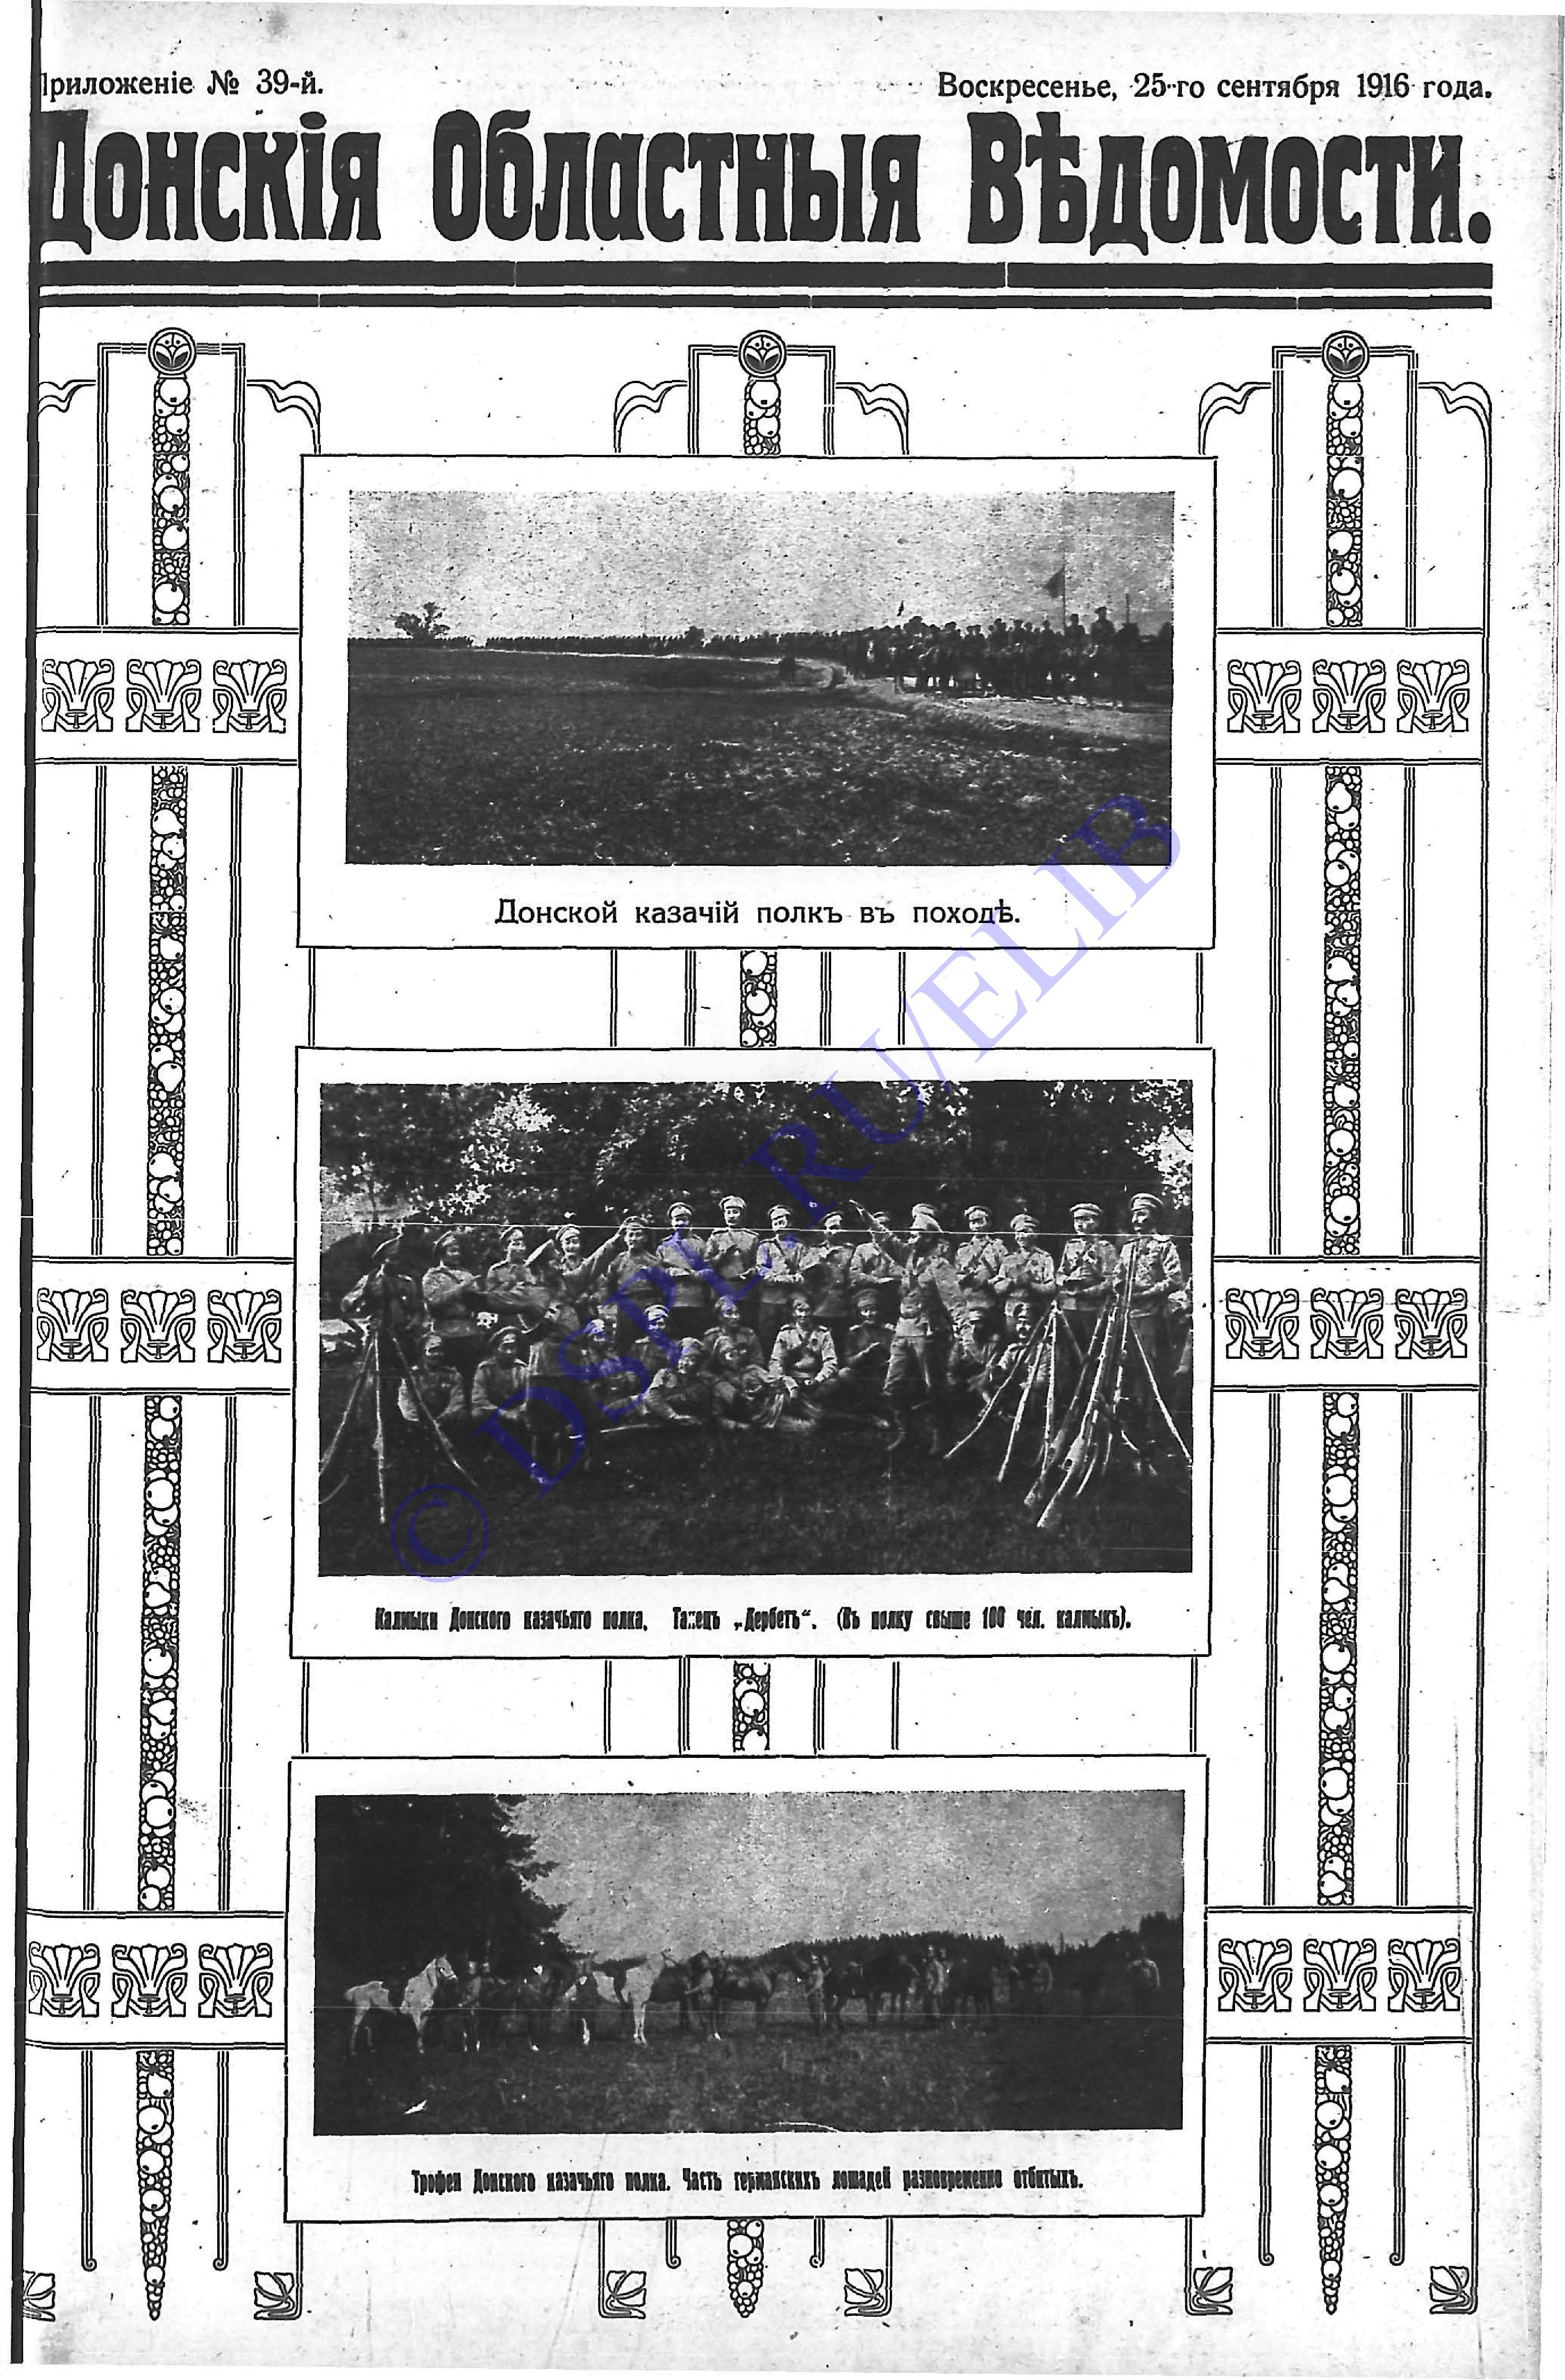 Приложеніе № 39-й.
Воскресенье, 25-го сентября 1916 года.
Донскія Областныя Вѣдомости.
Донской казачій полкъ въ походѣ.
Калмыки Донского казачьяго полка. Танецъ „Дербетъ“. (Въ полку свыше 100 чел. калмыкъ).
Трофеи Донского казачьяго полка. Часть германскихъ лошадей разновременно отбитыхъ.
© DSPL.RU/ELIB